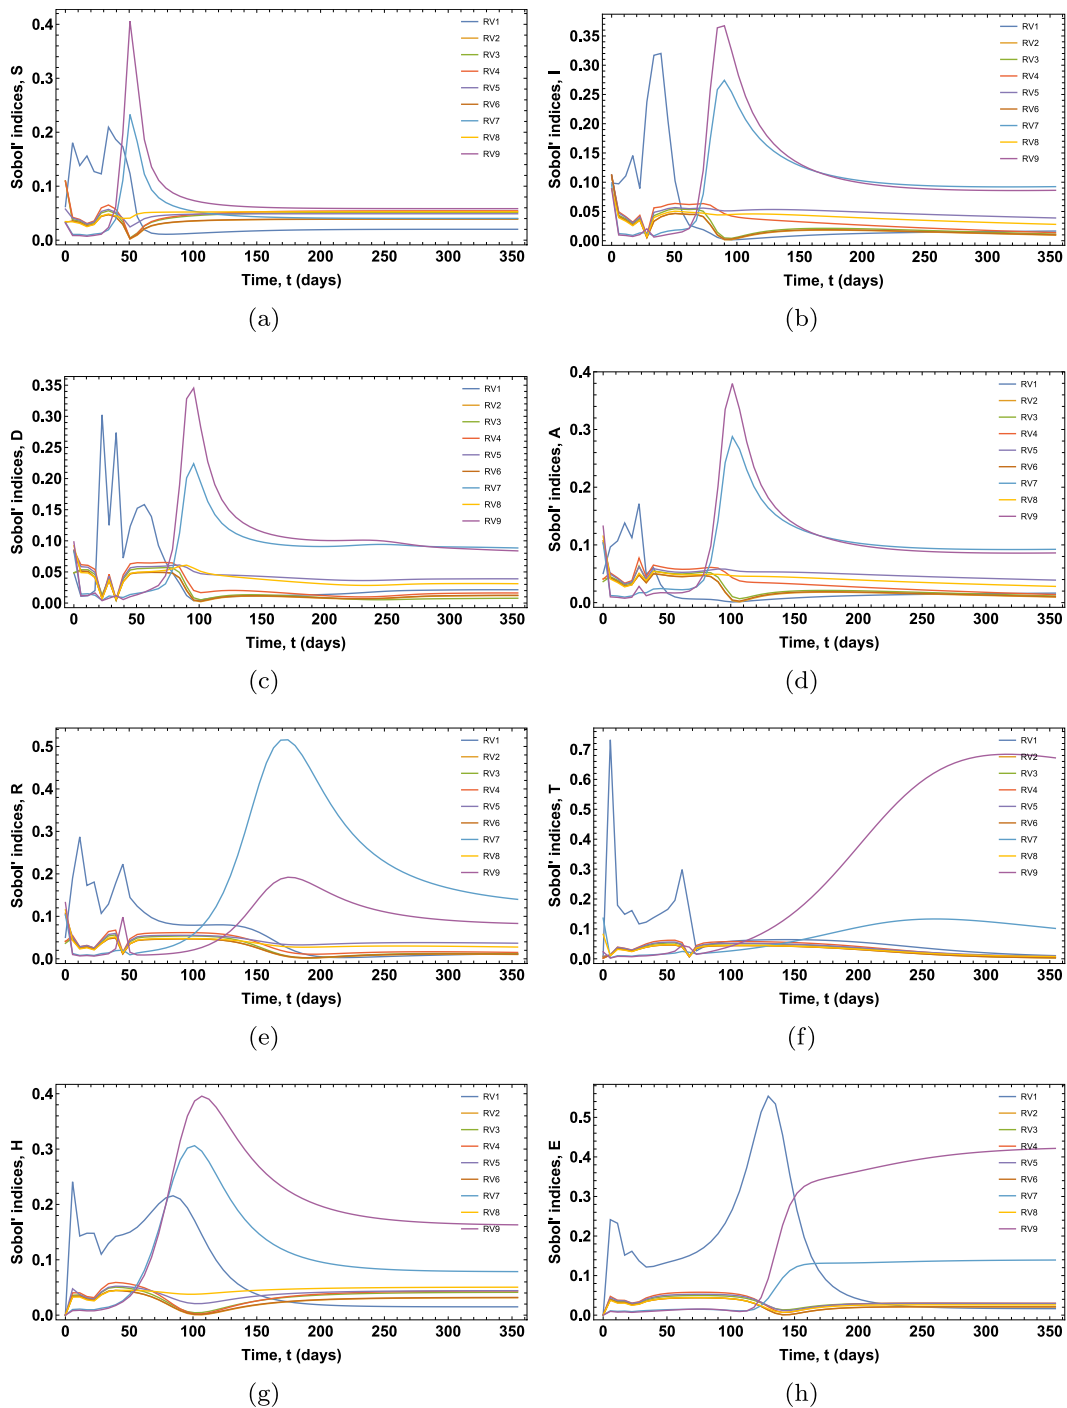 Sobol' indices, S
0.4
0.3
0.2
0.1
0.0
0 50 100 150 200 250 300 350
Time, t (days)
RV1
RV2
RV3
RV4
RV5
RV6
RV7
RV8
RV9
(a)
Sobol' indices, I
0.35
0.30
0.25
0.20
0.15
0.10
0.05
0.00
0 50 100 150 200 250 300 350
Time, t (days)
RV1
RV2
RV3
RV4
RV5
RV6
RV7
RV8
RV9
(b)
Sobol' indices, D
0.35
0.30
0.25
0.20
0.15
0.10
0.05
0.00
0 50 100 150 200 250 300 350
Time, t (days)
RV1
RV2
RV3
RV4
RV5
RV6
RV7
RV8
RV9
(c)
Sobol' indices, A
0.4
0.3
0.2
0.1
0.0
0 50 100 150 200 250 300 350
Time, t (days)
RV1
RV2
RV3
RV4
RV5
RV6
RV7
RV8
RV9
(d)
Sobol' indices, R
0.5
0.4
0.3
0.2
0.1
0.0
0 50 100 150 200 250 300 350
Time, t (days)
RV1
RV2
RV3
RV4
RV5
RV6
RV7
RV8
RV9
(e)
Sobol' indices, T
0.7
0.6
0.5
0.4
0.3
0.2
0.1
0.0
0 50 100 150 200 250 300 350
Time, t (days)
RV1
RV2
RV3
RV4
RV5
RV6
RV7
RV8
RV9
(f)
Sobol' indices, H
0.4
0.3
0.2
0.1
0.0
0 50 100 150 200 250 300 350
Time, t (days)
RV1
RV2
RV3
RV4
RV5
RV6
RV7
RV8
RV9
(g)
Sobol' indices, E
0.5
0.4
0.3
0.2
0.1
0.0
0 50 100 150 200 250 300 350
Time, t (days)
RV1
RV2
RV3
RV4
RV5
RV6
RV7
RV8
RV9
(h)